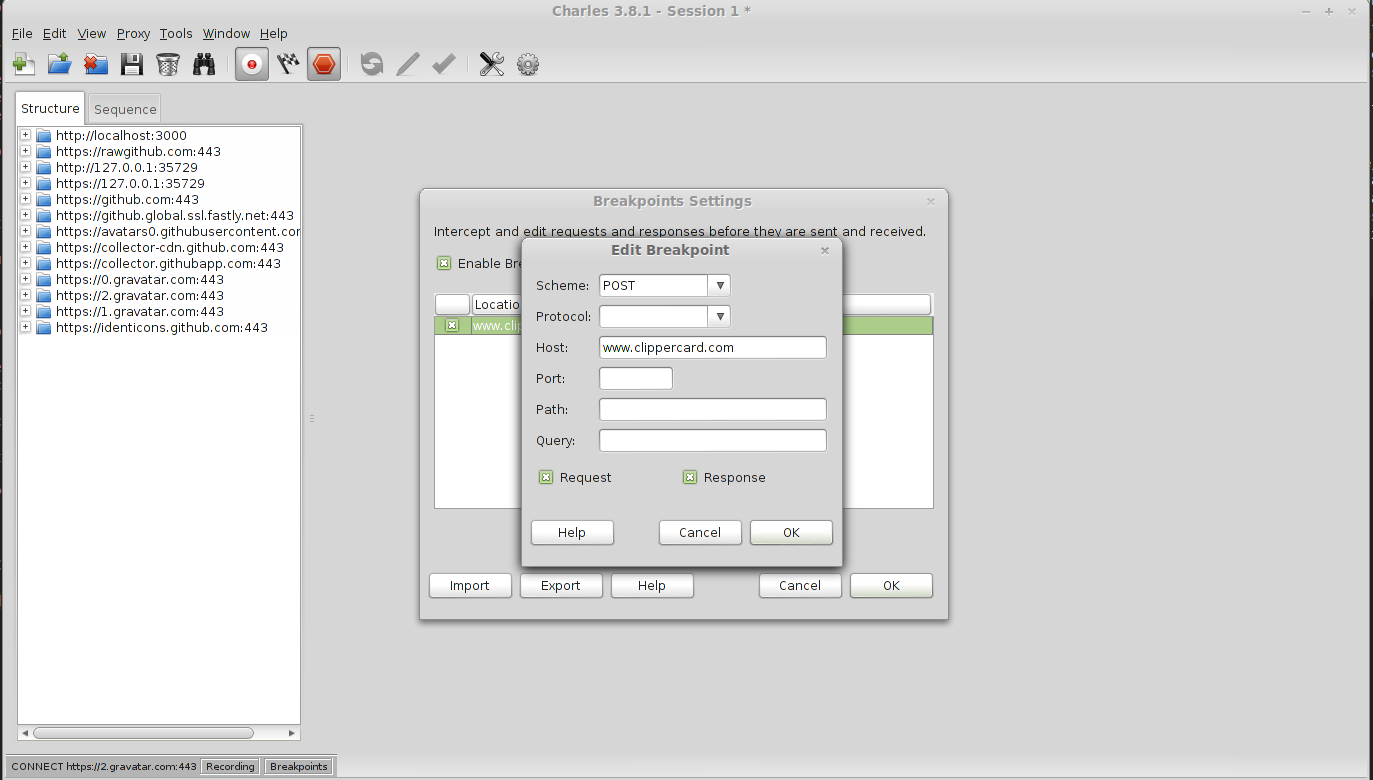 Charles 3.8.1 - Session 1 *
File Edit View Proxy Tools Window Help
Structure Sequence
http://localhost:3000
https://rawgithub.com:443
http://127.0.0.1:35729
https://127.0.0.1:35729
https://github.com:443
https://github.global.ssl.fastly.net:443
https://avatars0.githubusercontent.cor
https://collector-cdn.github.com:443
https://collector.githubapp.com:443
https://0.gravatar.com:443
https://2.gravatar.com:443
https://1.gravatar.com:443
https://identicons.github.com:443
Breakpoints Settings
Intercept and edit requests and responses before they are sent and received.
Enable Bre
Locatio
www.clip
Edit Breakpoint
Scheme: POST
Protocol:
Host: www.clippercard.com
Port:
Path:
Query:
Request Response
Help Cancel OK
Import Export Help Cancel OK
CONNECT https://2.gravatar.com:443 Recording Breakpoints